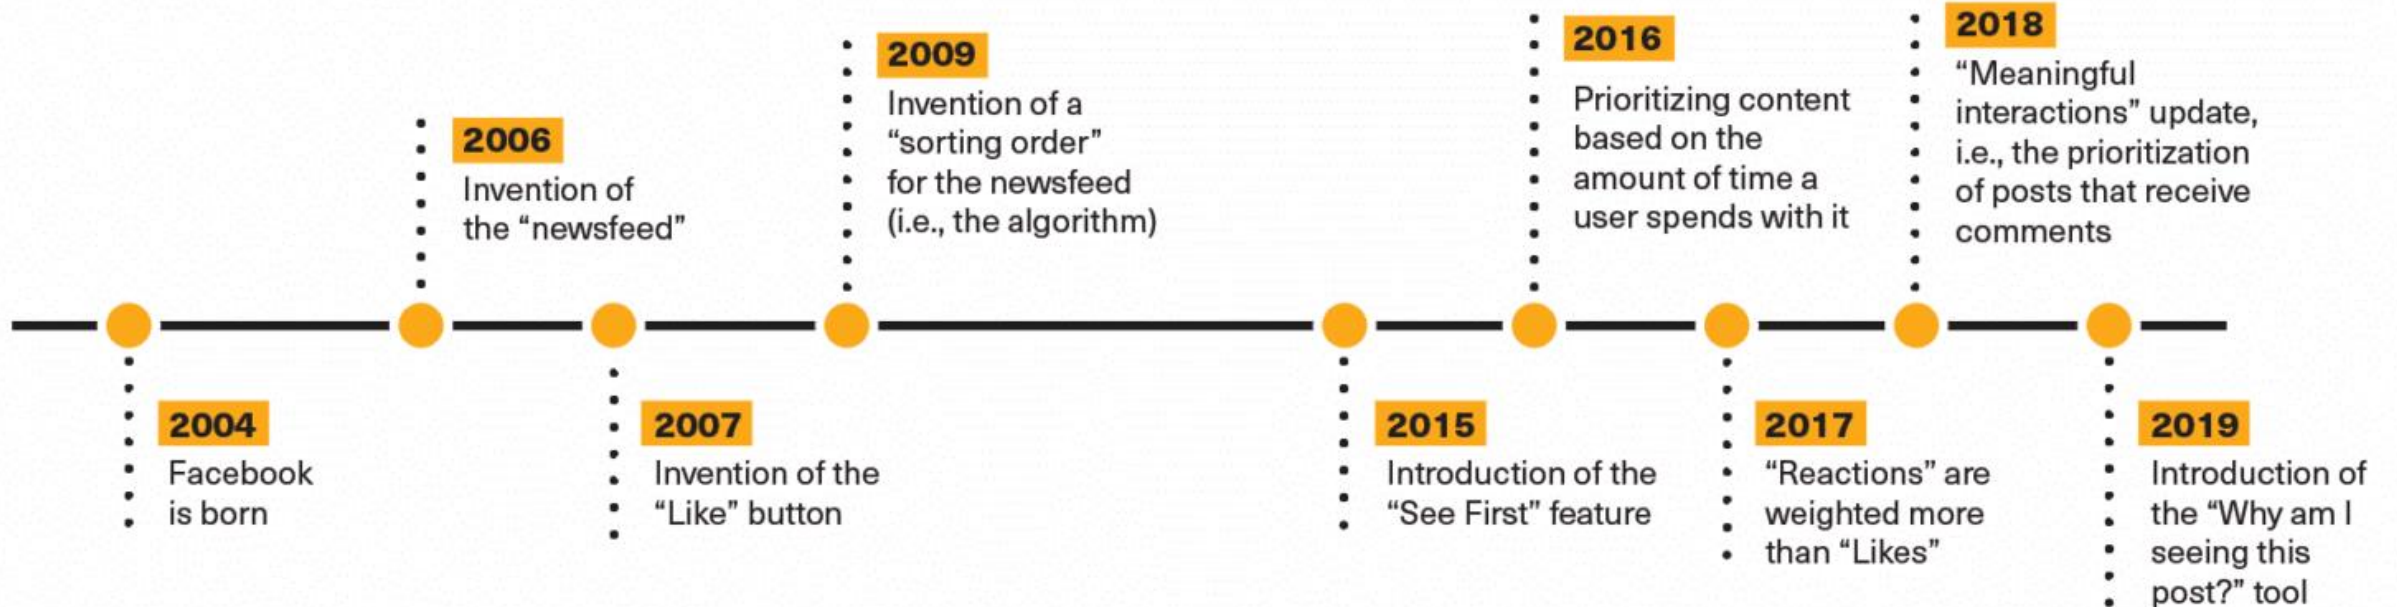 2004
Facebook
is born
2006
Invention of
the “newsfeed”
2007
Invention of the
“Like” button
2009
Invention of a
“sorting order”
for the newsfeed
(i.e., the algorithm)
2015
Introduction of the
“See First” feature
2016
Prioritizing content
based on the
amount of time a
user spends with it
2017
“Reactions” are
weighted more
than “Likes”
2018
“Meaningful
interactions” update,
i.e., the prioritization
of posts that receive
comments
2019
Introduction of
the “Why am I
seeing this
post?” tool